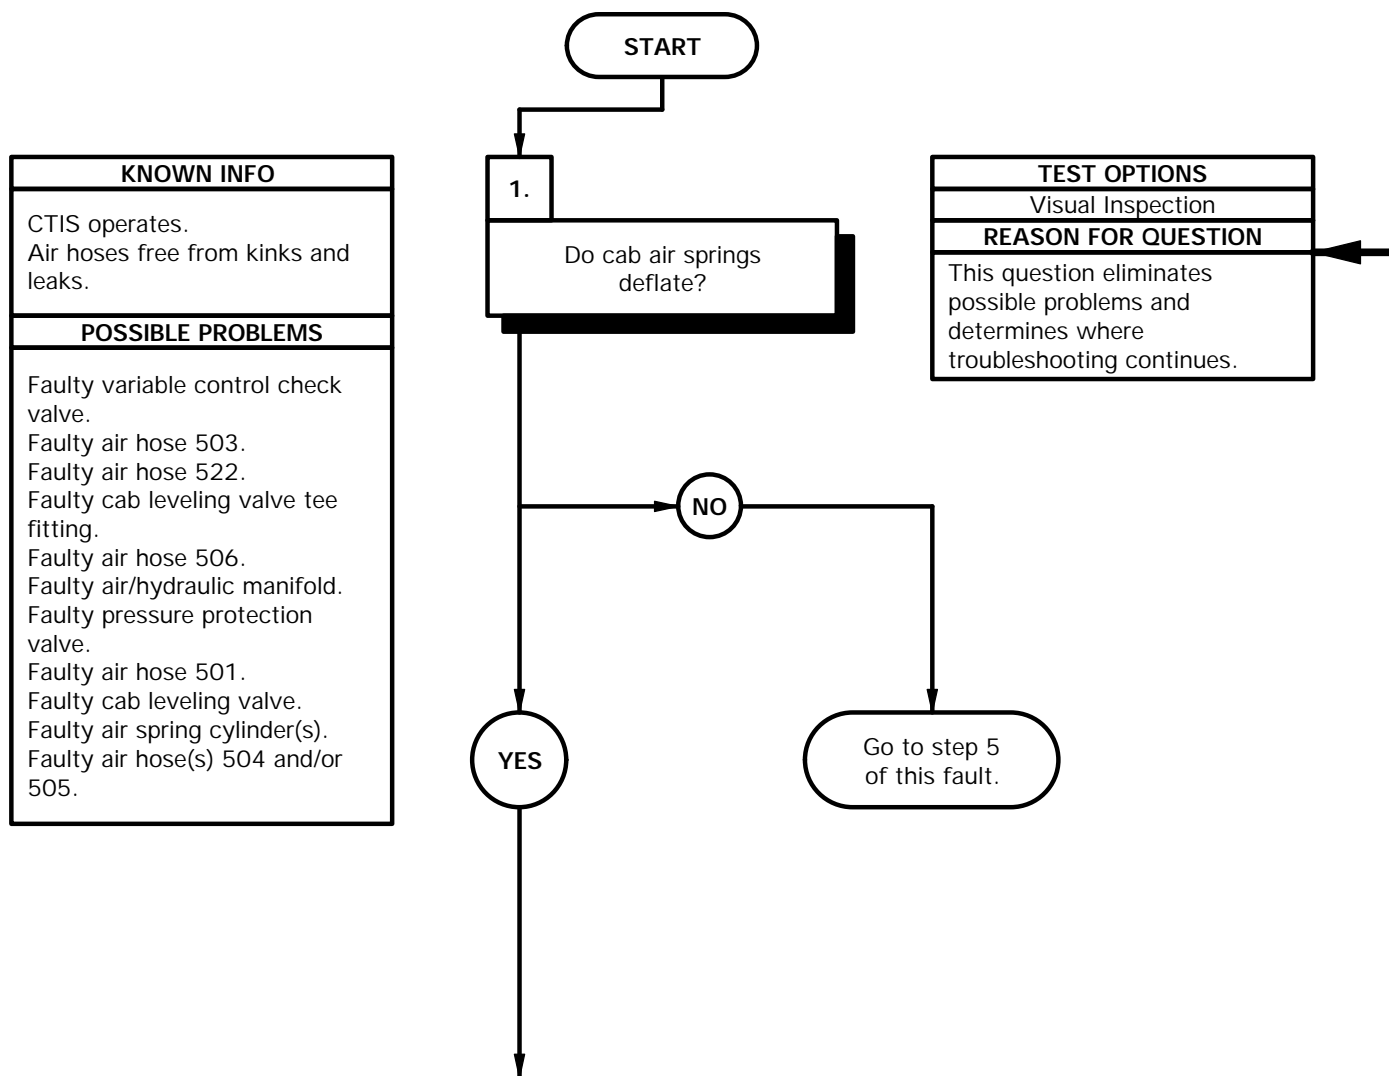 START
KNOWN INFO
CTIS operates.
Air hoses free from kinks and
leaks.
POSSIBLE PROBLEMS
Faulty variable control check
valve.
Faulty air hose 503.
Faulty air hose 522.
Faulty cab leveling valve tee
fitting.
Faulty air hose 506.
Faulty air/hydraulic manifold.
Faulty pressure protection
valve.
Faulty air hose 501.
Faulty cab leveling valve.
Faulty air spring cylinder(s).
Faulty air hose(s) 504 and/or
505.
1.
Do cab air springs
deflate?
TEST OPTIONS
Visual Inspection
REASON FOR QUESTION
This question eliminates
possible problems and
determines where
troubleshooting continues.
NO
YES
Go to step 5
of this fault.